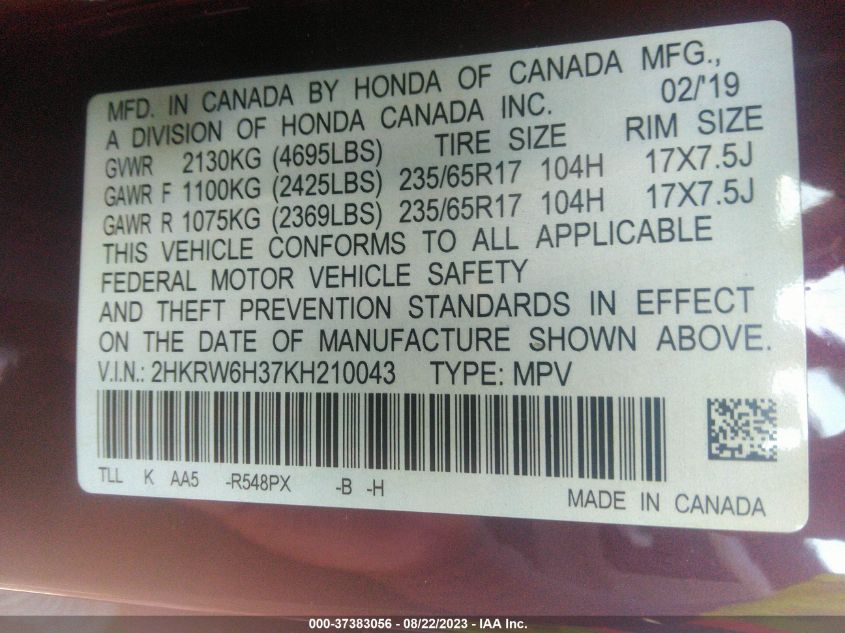 MFD. IN CANADA BY HONDA OF CANADA MFG.,
A DIVISION OF HONDA CANADA INC. 02/'19
GVWR 2130KG (4695LBS) TIRE SIZE RIM SIZE
GAWR F 1100KG (2425LBS) 235/65R17 104H 17X7.5J
GAWR R 1075KG (2369LBS) 235/65R17 104H 17X7.5J
THIS VEHICLE CONFORMS TO ALL APPLICABLE
FEDERAL MOTOR VEHICLE SAFETY
AND THEFT PREVENTION STANDARDS IN EFFECT
ON THE DATE OF MANUFACTURE SHOWN ABOVE.
V.I.N.: 2HKRW6H37KH210043 TYPE: MPV
TLL K AA5 -R548PX -B -H
MADE IN CANADA
000-37383056 - 08/22/2023 - IAA Inc.